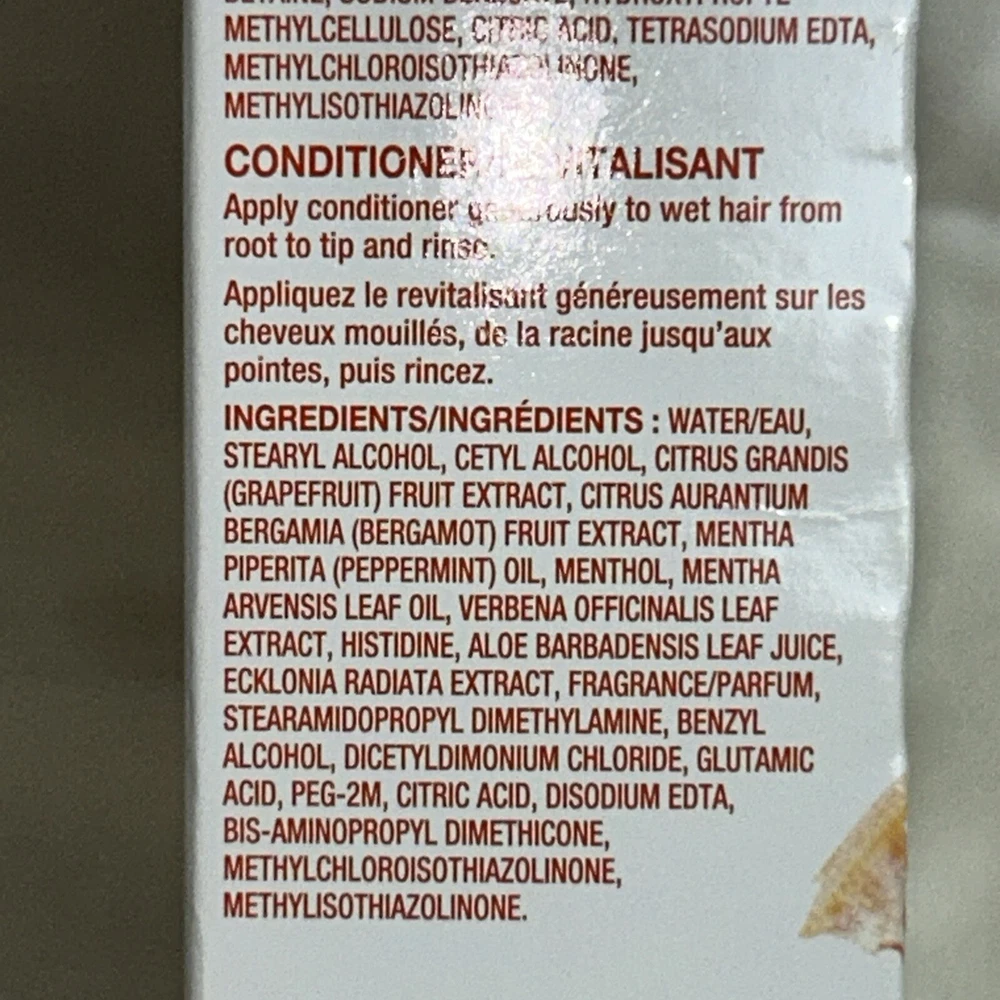 METHYLCELLULOSE, CITRIC ACID, TETRASODIUM EDTA,
METHYLCHLOROISOTHIAZOLINONE,
CONDITIONER
Apply conditioner generously to wet hair from
root to tip and rinse.
Appliquez le revitalisant généreusement sur les
cheveux mouillés, de la racine jusqu'aux
pointes, puis rincez.
INGREDIENTS/INGRÉDIENTS : WATER/EAU,
STEARYL ALCOHOL, CETYL ALCOHOL, CITRUS GRANDIS
(GRAPEFRUIT) FRUIT EXTRACT, CITRUS AURANTIUM
BERGAMIA (BERGAMOT) FRUIT EXTRACT, MENTHA
PIPERITA (PEPPERMINT) OIL, MENTHOL, MENTHA
ARVENSIS LEAF OIL, VERBENA OFFICINALIS LEAF
EXTRACT, HISTIDINE, ALOE BARBADENSIS LEAF JUICE,
ECKLONIA RADIATA EXTRACT, FRAGRANCE/PARFUM,
STEARAMIDOPROPYL DIMETHYLAMINE, BENZYL
ALCOHOL, DICETYLDIMONIUM CHLORIDE, GLUTAMIC
ACID, PEG-2M, CITRIC ACID, DISODIUM EDTA,
BIS-AMINOPROPYL DIMETHICONE,
METHYLCHLOROISOTHIAZOLINONE,
METHYLISOTHIAZOLINONE.